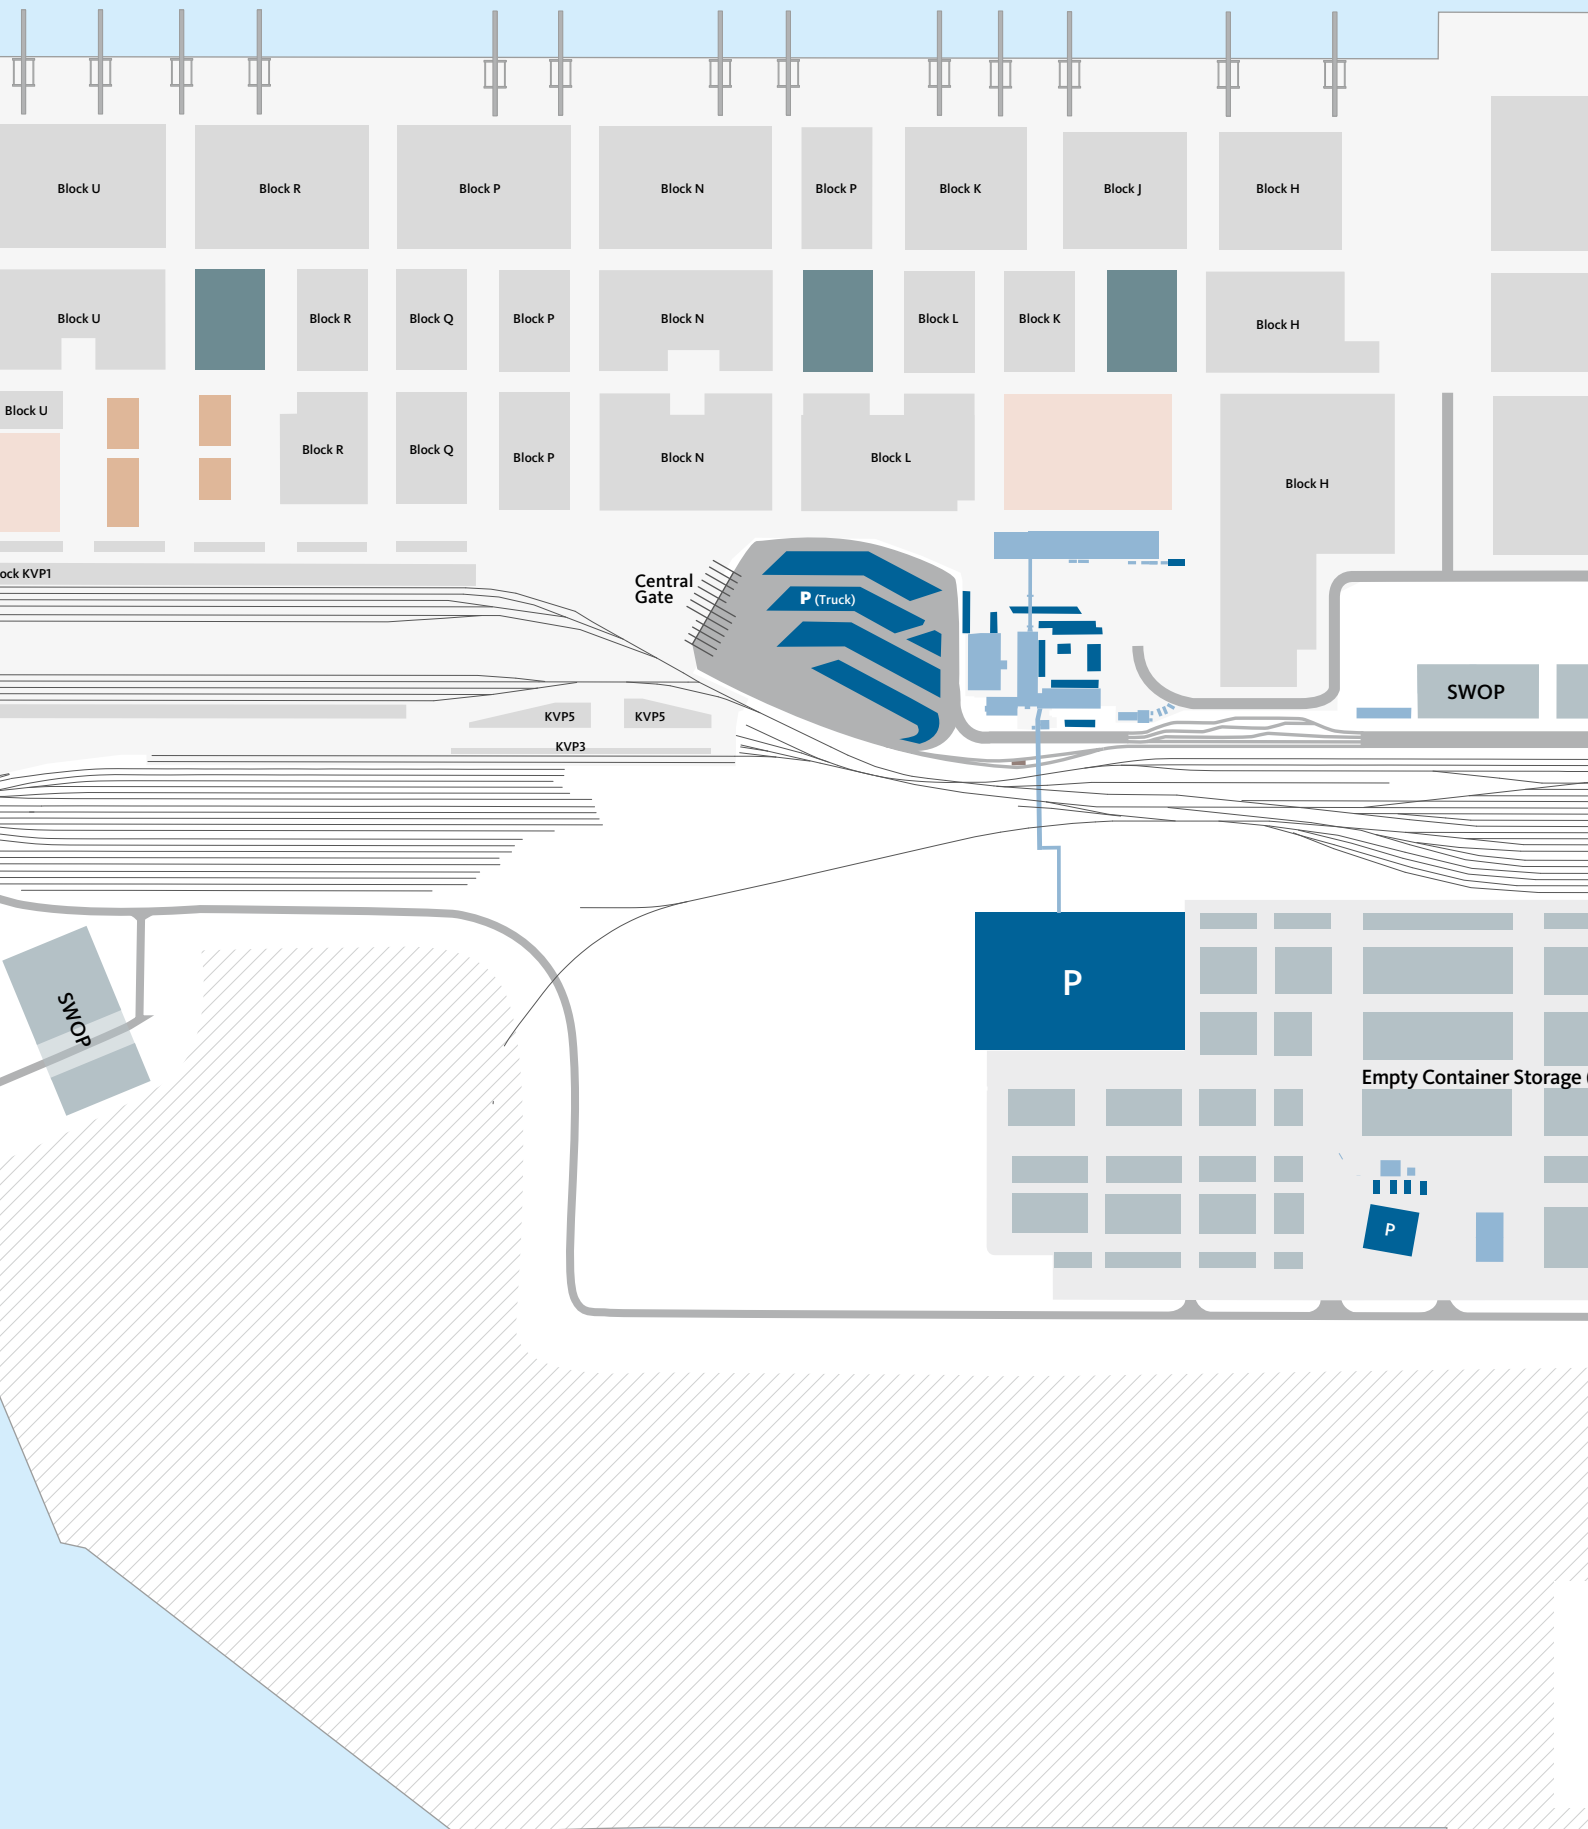 Block U
Block R
Block P
Block N
Block P
Block K
Block J
Block H
Block U
Block R
Block Q
Block P
Block N
Block L
Block K
Block H
Block U
Block R
Block Q
Block P
Block N
Block L
Block H
ock KVP1
Central
Gate
P (Truck)
SWOP
KVP5
KVP5
KVP3
P
SWOP
Empty Container Storage (
P